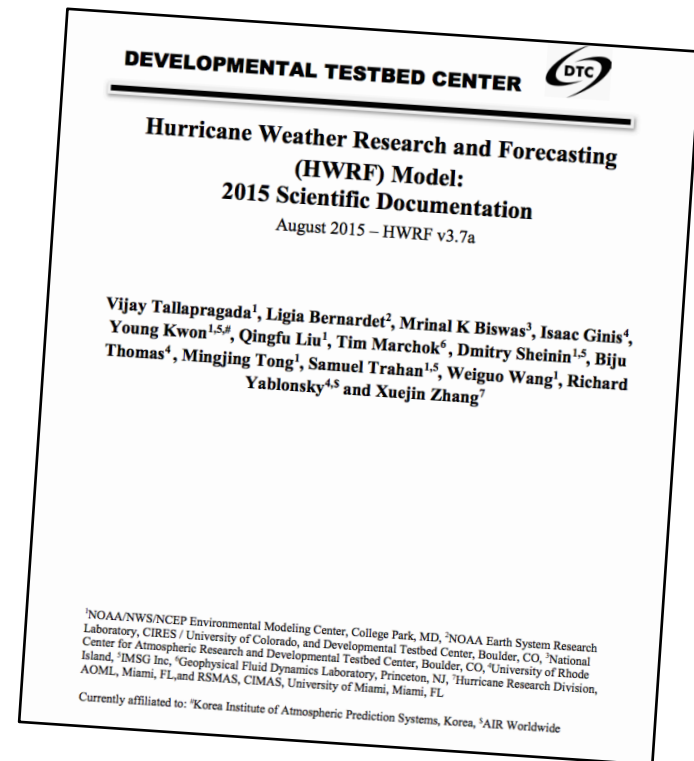 DEVELOPMENTAL TESTBED CENTER DTC
Hurricane Weather Research and Forecasting
(HWRF) Model:
2015 Scientific Documentation
August 2015 – HWRF v3.7a
Vijay Tallapragada¹, Ligia Bernardet², Mrinal K Biswas³, Isaac Ginis⁴,
Young Kwon¹,⁵,#, Qingfu Liu¹, Tim Marchok⁶, Dmitry Sheinin¹,⁵, Biju
Thomas⁴, Mingjing Tong¹, Samuel Trahan¹,⁵, Weiguo Wang¹, Richard
Yablonsky⁴,$ and Xuejin Zhang⁷
¹NOAA/NWS/NCEP Environmental Modeling Center, College Park, MD, ²NOAA Earth System Research
Laboratory, CIRES / University of Colorado, and Developmental Testbed Center, Boulder, CO, ³National
Center for Atmospheric Research and Developmental Testbed Center, Boulder, CO, ⁴University of Rhode
Island, ⁵IMSG Inc, ⁶Geophysical Fluid Dynamics Laboratory, Princeton, NJ, ⁷Hurricane Research Division,
AOML, Miami, FL,and RSMAS, CIMAS, University of Miami, Miami, FL
Currently affiliated to: #Korea Institute of Atmospheric Prediction Systems, Korea, $AIR Worldwide